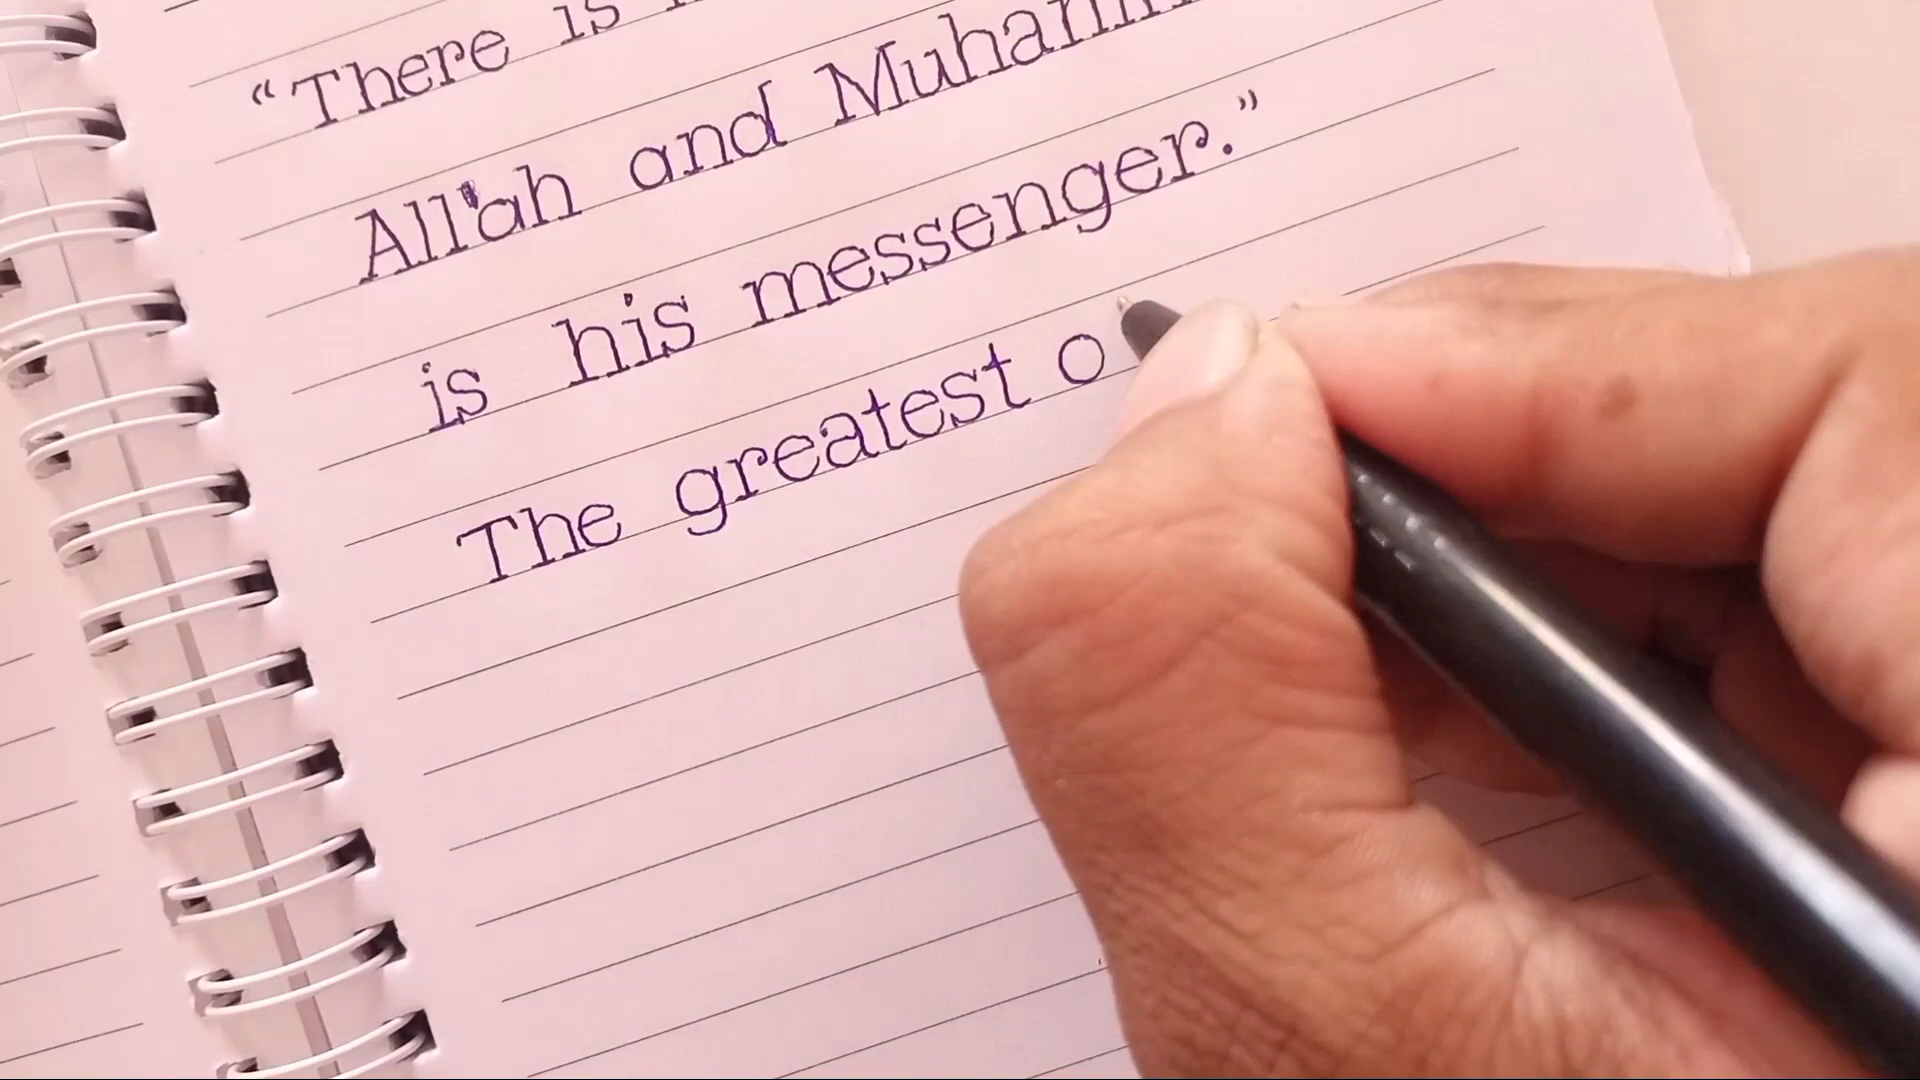 “There is
Allah and Muham
is his messenger.”
The greatest o